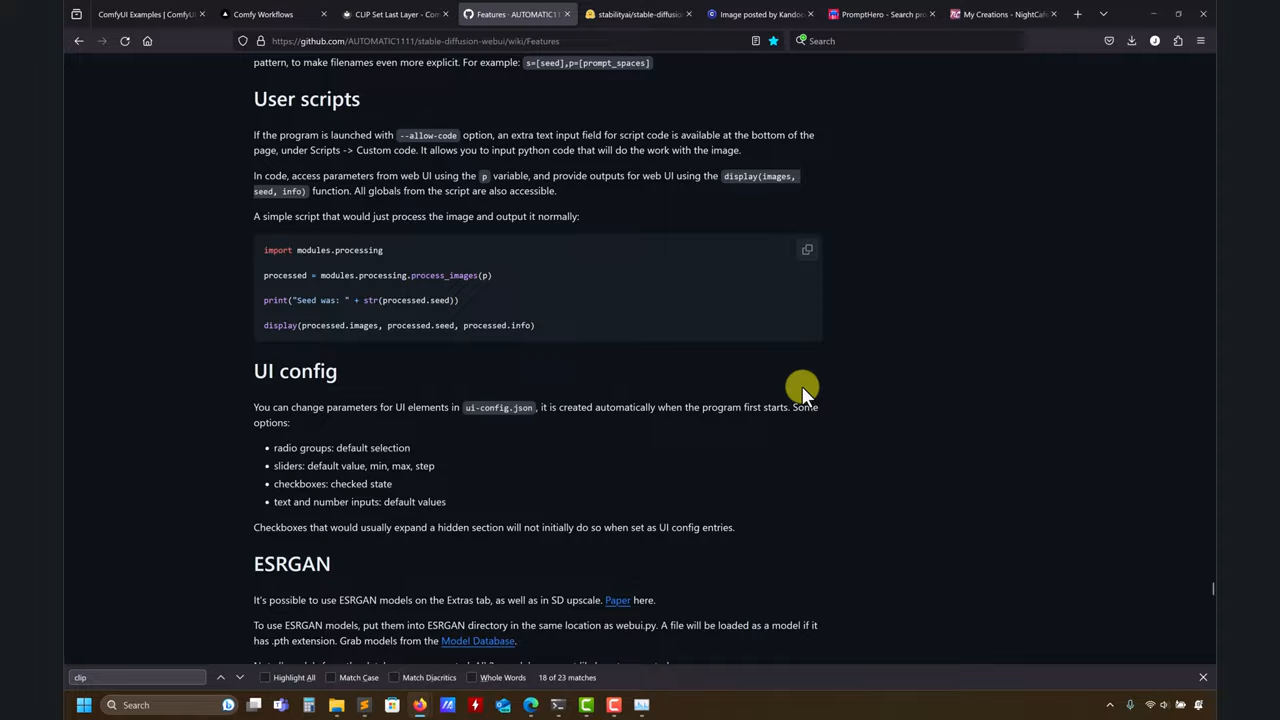 ComfyUI Examples | ComfyUI
Comfy Workflows
CLIP Set Last Layer - Com
Features · AUTOMATIC11
stabilityai/stable-diffusion
Image posted by Kandoo
PromptHero - Search pr
My Creations - NightCafe
https://github.com/AUTOMATIC1111/stable-diffusion-webui/wiki/Features
Search
pattern, to make filenames even more explicit. For example: s=[seed],p=[prompt_spaces]
User scripts
If the program is launched with --allow-code option, an extra text input field for script code is available at the bottom of the
page, under Scripts -> Custom code. It allows you to input python code that will do the work with the image.
In code, access parameters from web UI using the p variable, and provide outputs for web UI using the display(images,
seed, info) function. All globals from the script are also accessible.
A simple script that would just process the image and output it normally:
import modules.processing
processed = modules.processing.process_images(p)
print("Seed was: " + str(processed.seed))
display(processed.images, processed.seed, processed.info)
UI config
You can change parameters for UI elements in ui-config.json, it is created automatically when the program first starts. Some
options:
• radio groups: default selection
• sliders: default value, min, max, step
• checkboxes: checked state
• text and number inputs: default values
Checkboxes that would usually expand a hidden section will not initially do so when set as UI config entries.
ESRGAN
It's possible to use ESRGAN models on the Extras tab, as well as in SD upscale. Paper here.
To use ESRGAN models, put them into ESRGAN directory in the same location as webui.py. A file will be loaded as a model if it
has .pth extension. Grab models from the Model Database.
clip
Highlight All
Match Case
Match Diacritics
Whole Words
18 of 23 matches
Search